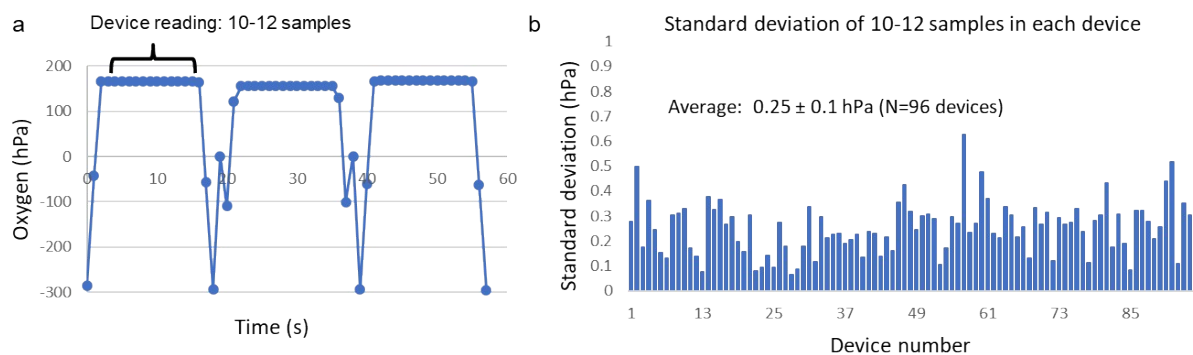 a
Device reading: 10-12 samples
200
100
0
-100
-200
-300
0 10 20 30 40 50 60
Oxygen (hPa)
Time (s)
b
Standard deviation of 10-12 samples in each device
1
0.9
0.8
0.7
0.6
0.5
0.4
0.3
0.2
0.1
0
Average: 0.25 ± 0.1 hPa (N=96 devices)
Standard deviation (hPa)
1 13 25 37 49 61 73 85
Device number